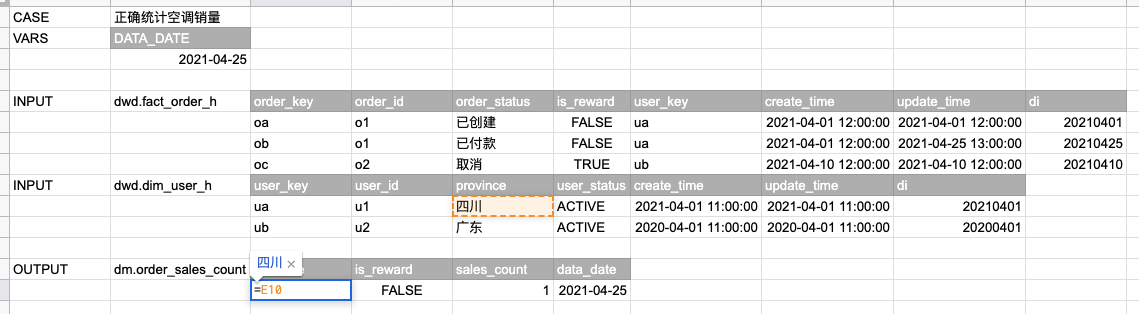 CASE 正确统计空调销量
VARS DATA_DATE
2021-04-25
INPUT dwd.fact_order_h order_key order_id order_status is_reward user_key create_time update_time di
oa o1 已创建 FALSE ua 2021-04-01 12:00:00 2021-04-01 12:00:00 20210401
ob o1 已付款 FALSE ua 2021-04-01 12:00:00 2021-04-25 13:00:00 20210425
oc o2 取消 TRUE ub 2021-04-10 12:00:00 2021-04-10 12:00:00 20210410
INPUT dwd.dim_user_h user_key user_id province user_status create_time update_time di
ua u1 四川 ACTIVE 2021-04-01 11:00:00 2021-04-01 11:00:00 20210401
ub u2 广东 ACTIVE 2020-04-01 11:00:00 2020-04-01 11:00:00 20200401
OUTPUT dm.order_sales_count 四川 × is_reward sales_count data_date
=E10 FALSE 1 2021-04-25